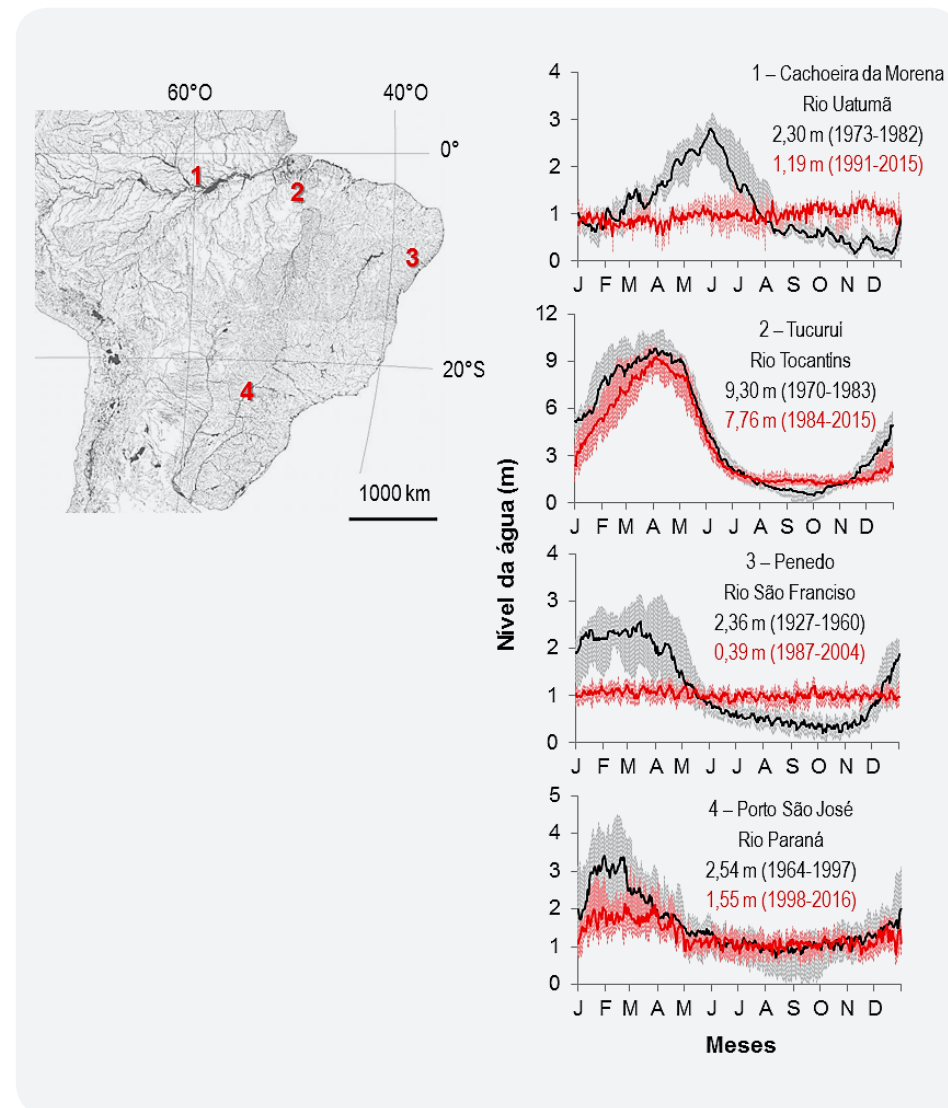 60°O
40°O
0°
20°S
1
2
3
4
1000 km
Nível da água (m)
4
3
2
1
0
1 – Cachoeira da Morena
Rio Uatumã
2,30 m (1973-1982)
1,19 m (1991-2015)
J F M A M J J A S O N D
12
9
6
3
0
2 – Tucuruí
Rio Tocantins
9,30 m (1970-1983)
7,76 m (1984-2015)
J F M A M J J A S O N D
4
3
2
1
0
3 – Penedo
Rio São Franciso
2,36 m (1927-1960)
0,39 m (1987-2004)
J F M A M J J A S O N D
5
4
3
2
1
0
4 – Porto São José
Rio Paraná
2,54 m (1964-1997)
1,55 m (1998-2016)
J F M A M J J A S O N D
Meses